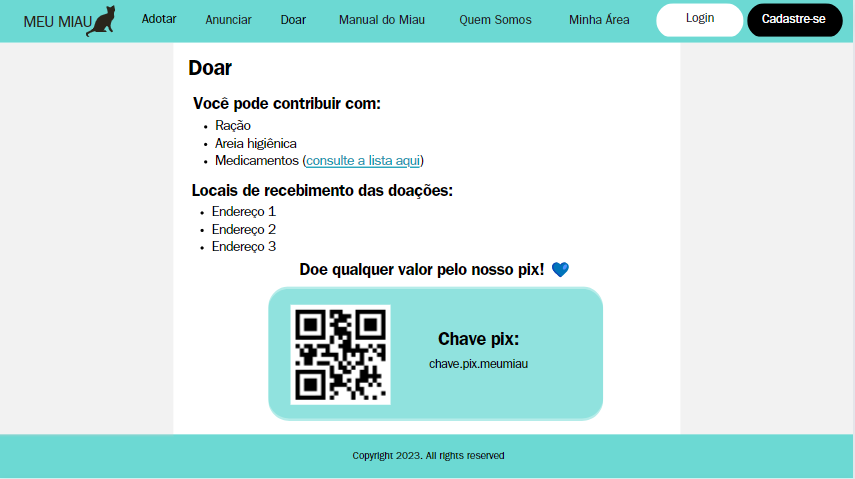 MEU MIAU Adotar Anunciar Doar Manual do Miau Quem Somos Minha Área Login Cadastre-se
Doar
Você pode contribuir com:
• Ração
• Areia higiênica
• Medicamentos (consulte a lista aqui)
Locais de recebimento das doações:
• Endereço 1
• Endereço 2
• Endereço 3
Doe qualquer valor pelo nosso pix! 💙
Chave pix:
chave.pix.meumiau
Copyright 2023. All rights reserved